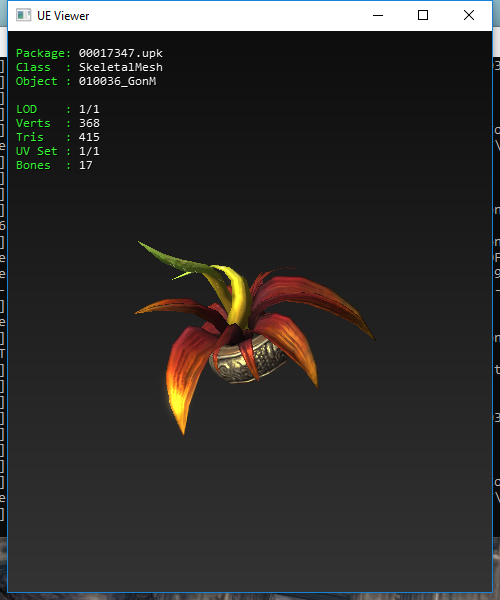 UE Viewer
Package: 00017347.upk
Class : SkeletalMesh
Object : 010036_GonM
LOD : 1/1
Verts : 368
Tris : 415
UV Set : 1/1
Bones : 17